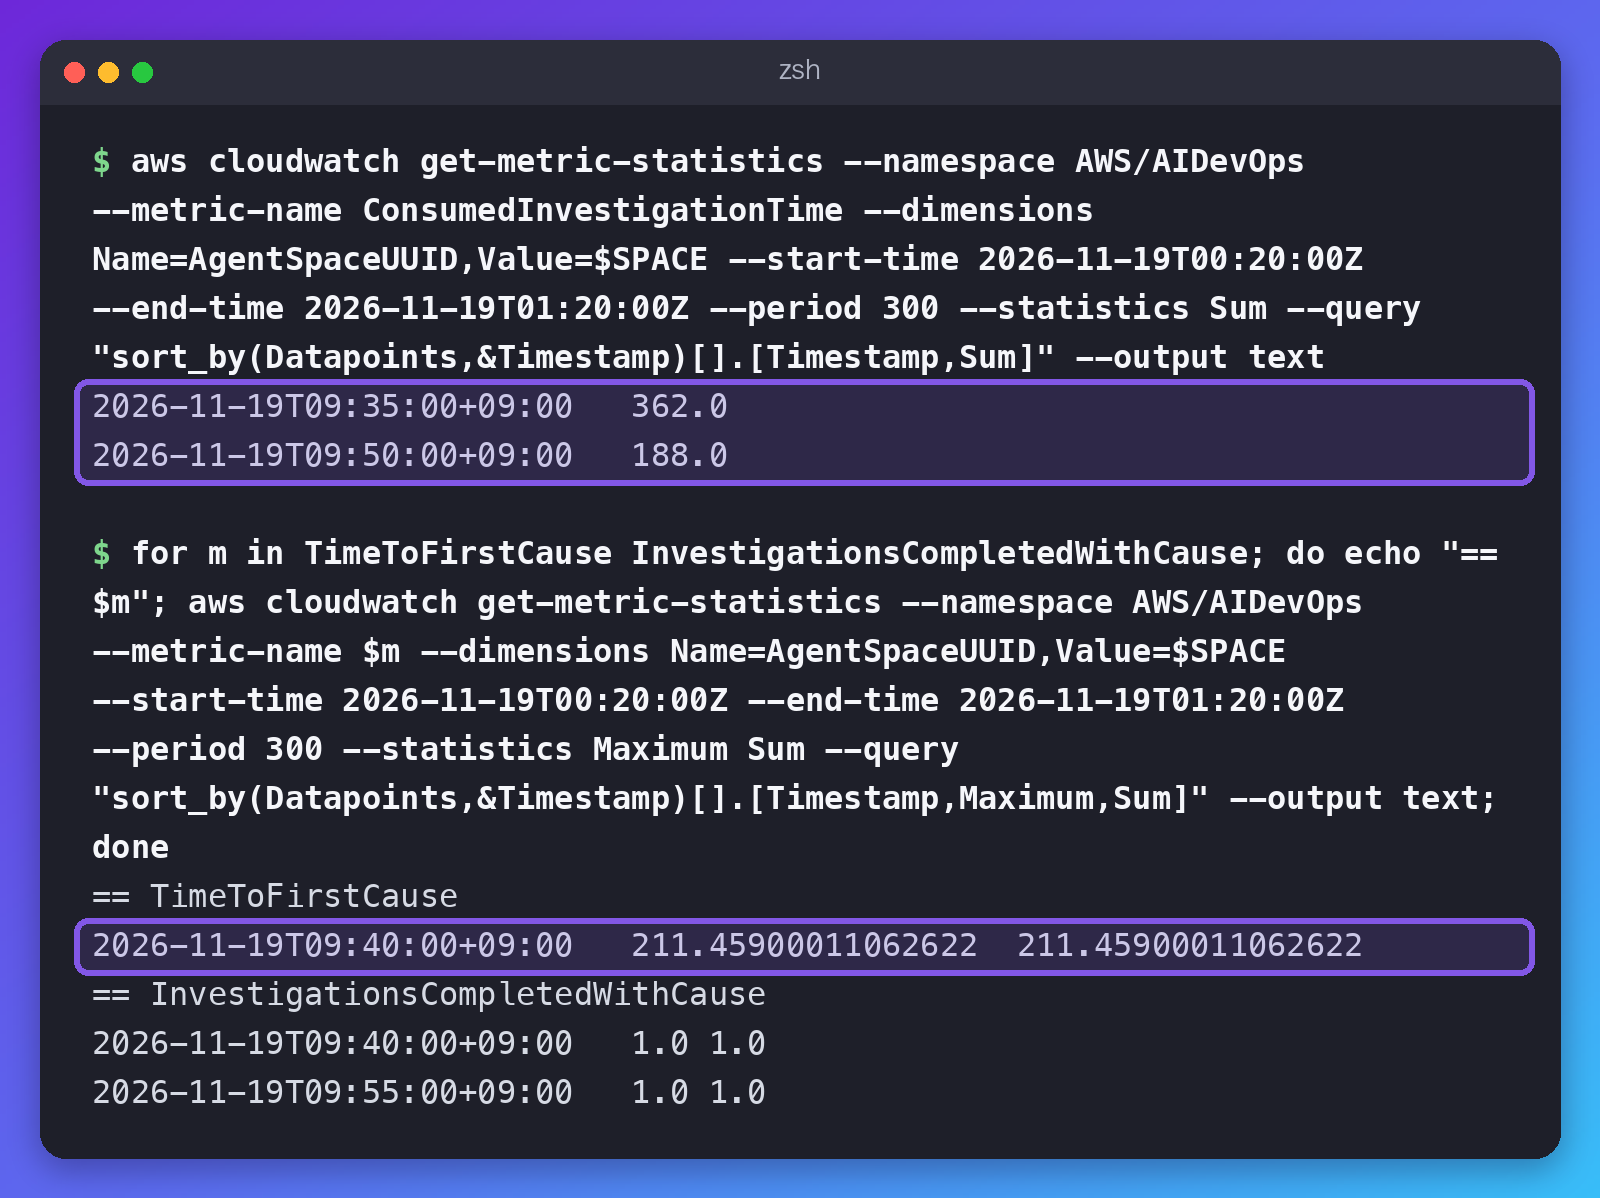 zsh
$ aws cloudwatch get-metric-statistics --namespace AWS/AIDevOps
--metric-name ConsumedInvestigationTime --dimensions
Name=AgentSpaceUUID,Value=$SPACE --start-time 2026-11-19T00:20:00Z
--end-time 2026-11-19T01:20:00Z --period 300 --statistics Sum --query
"sort_by(Datapoints,&Timestamp)[].[Timestamp,Sum]" --output text
2026-11-19T09:35:00+09:00   362.0
2026-11-19T09:50:00+09:00   188.0
$ for m in TimeToFirstCause InvestigationsCompletedWithCause; do echo "==
$m"; aws cloudwatch get-metric-statistics --namespace AWS/AIDevOps
--metric-name $m --dimensions Name=AgentSpaceUUID,Value=$SPACE
--start-time 2026-11-19T00:20:00Z --end-time 2026-11-19T01:20:00Z
--period 300 --statistics Maximum Sum --query
"sort_by(Datapoints,&Timestamp)[].[Timestamp,Maximum,Sum]" --output text;
done
== TimeToFirstCause
2026-11-19T09:40:00+09:00   211.45900011062622  211.45900011062622
== InvestigationsCompletedWithCause
2026-11-19T09:40:00+09:00   1.0 1.0
2026-11-19T09:55:00+09:00   1.0 1.0